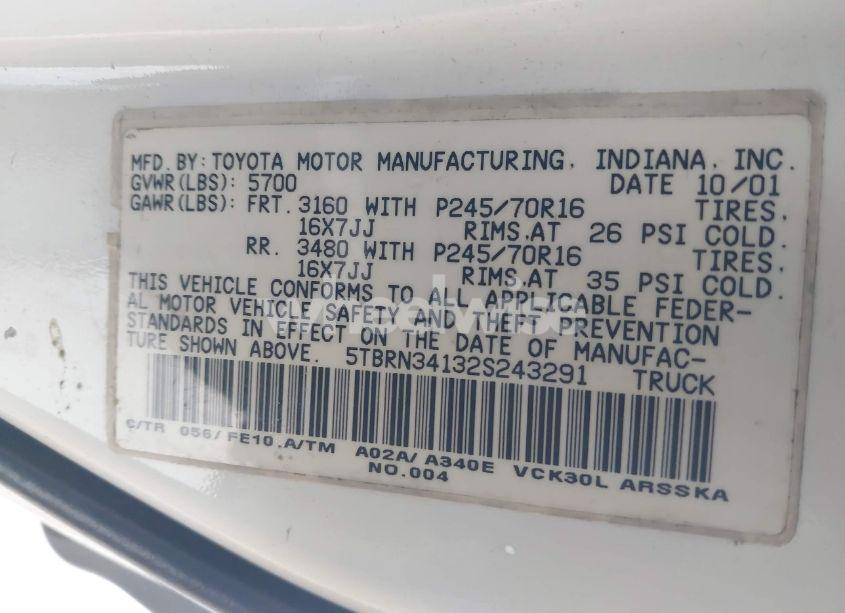 MFD. BY: TOYOTA MOTOR MANUFACTURING, INDIANA, INC.
GVWR(LBS): 5700 DATE 10/01
GAWR(LBS): FRT. 3160 WITH P245/70R16 TIRES,
16X7JJ RIMS.AT 26 PSI COLD.
RR. 3480 WITH P245/70R16 TIRES,
16X7JJ RIMS.AT 35 PSI COLD.
THIS VEHICLE CONFORMS TO ALL APPLICABLE FEDER-
AL MOTOR VEHICLE SAFETY AND THEFT PREVENTION
STANDARDS IN EFFECT ON THE DATE OF MANUFAC-
TURE SHOWN ABOVE. 5TBRN34132S243291 TRUCK
C/TR 056/FE10.A/TM A02A/A340E VCK30L ARSSKA
NO.004
wheelwise